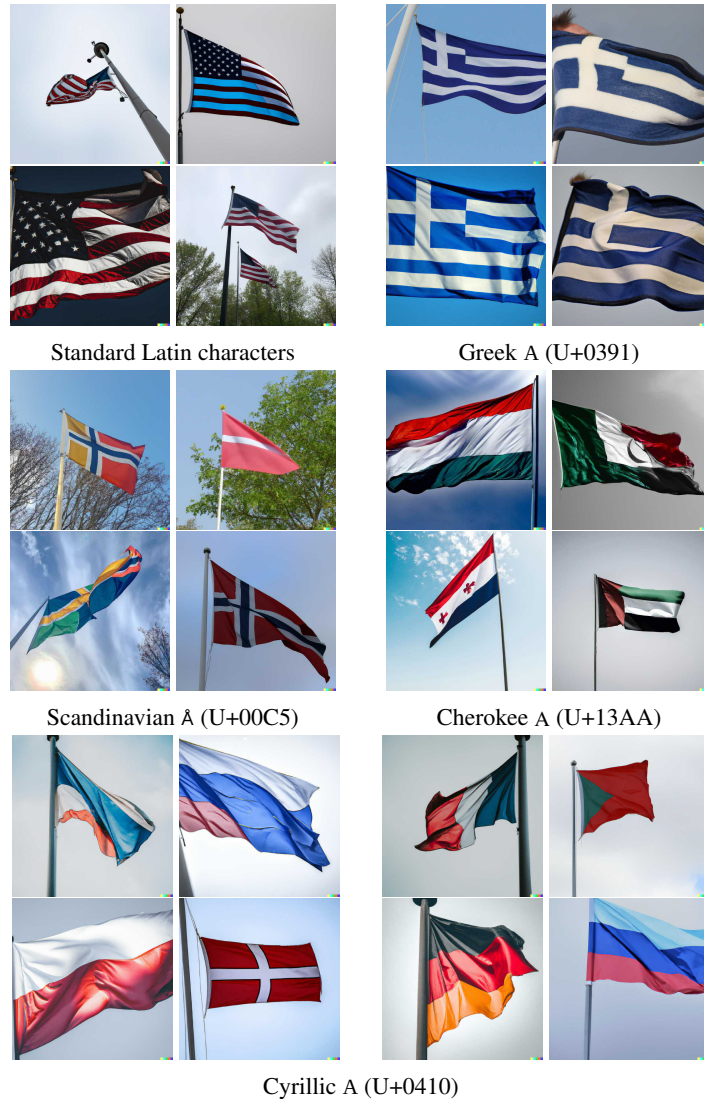 Standard Latin characters
Greek Α (U+0391)
Scandinavian Å (U+00C5)
Cherokee Ꭺ (U+13AA)
Cyrillic А (U+0410)